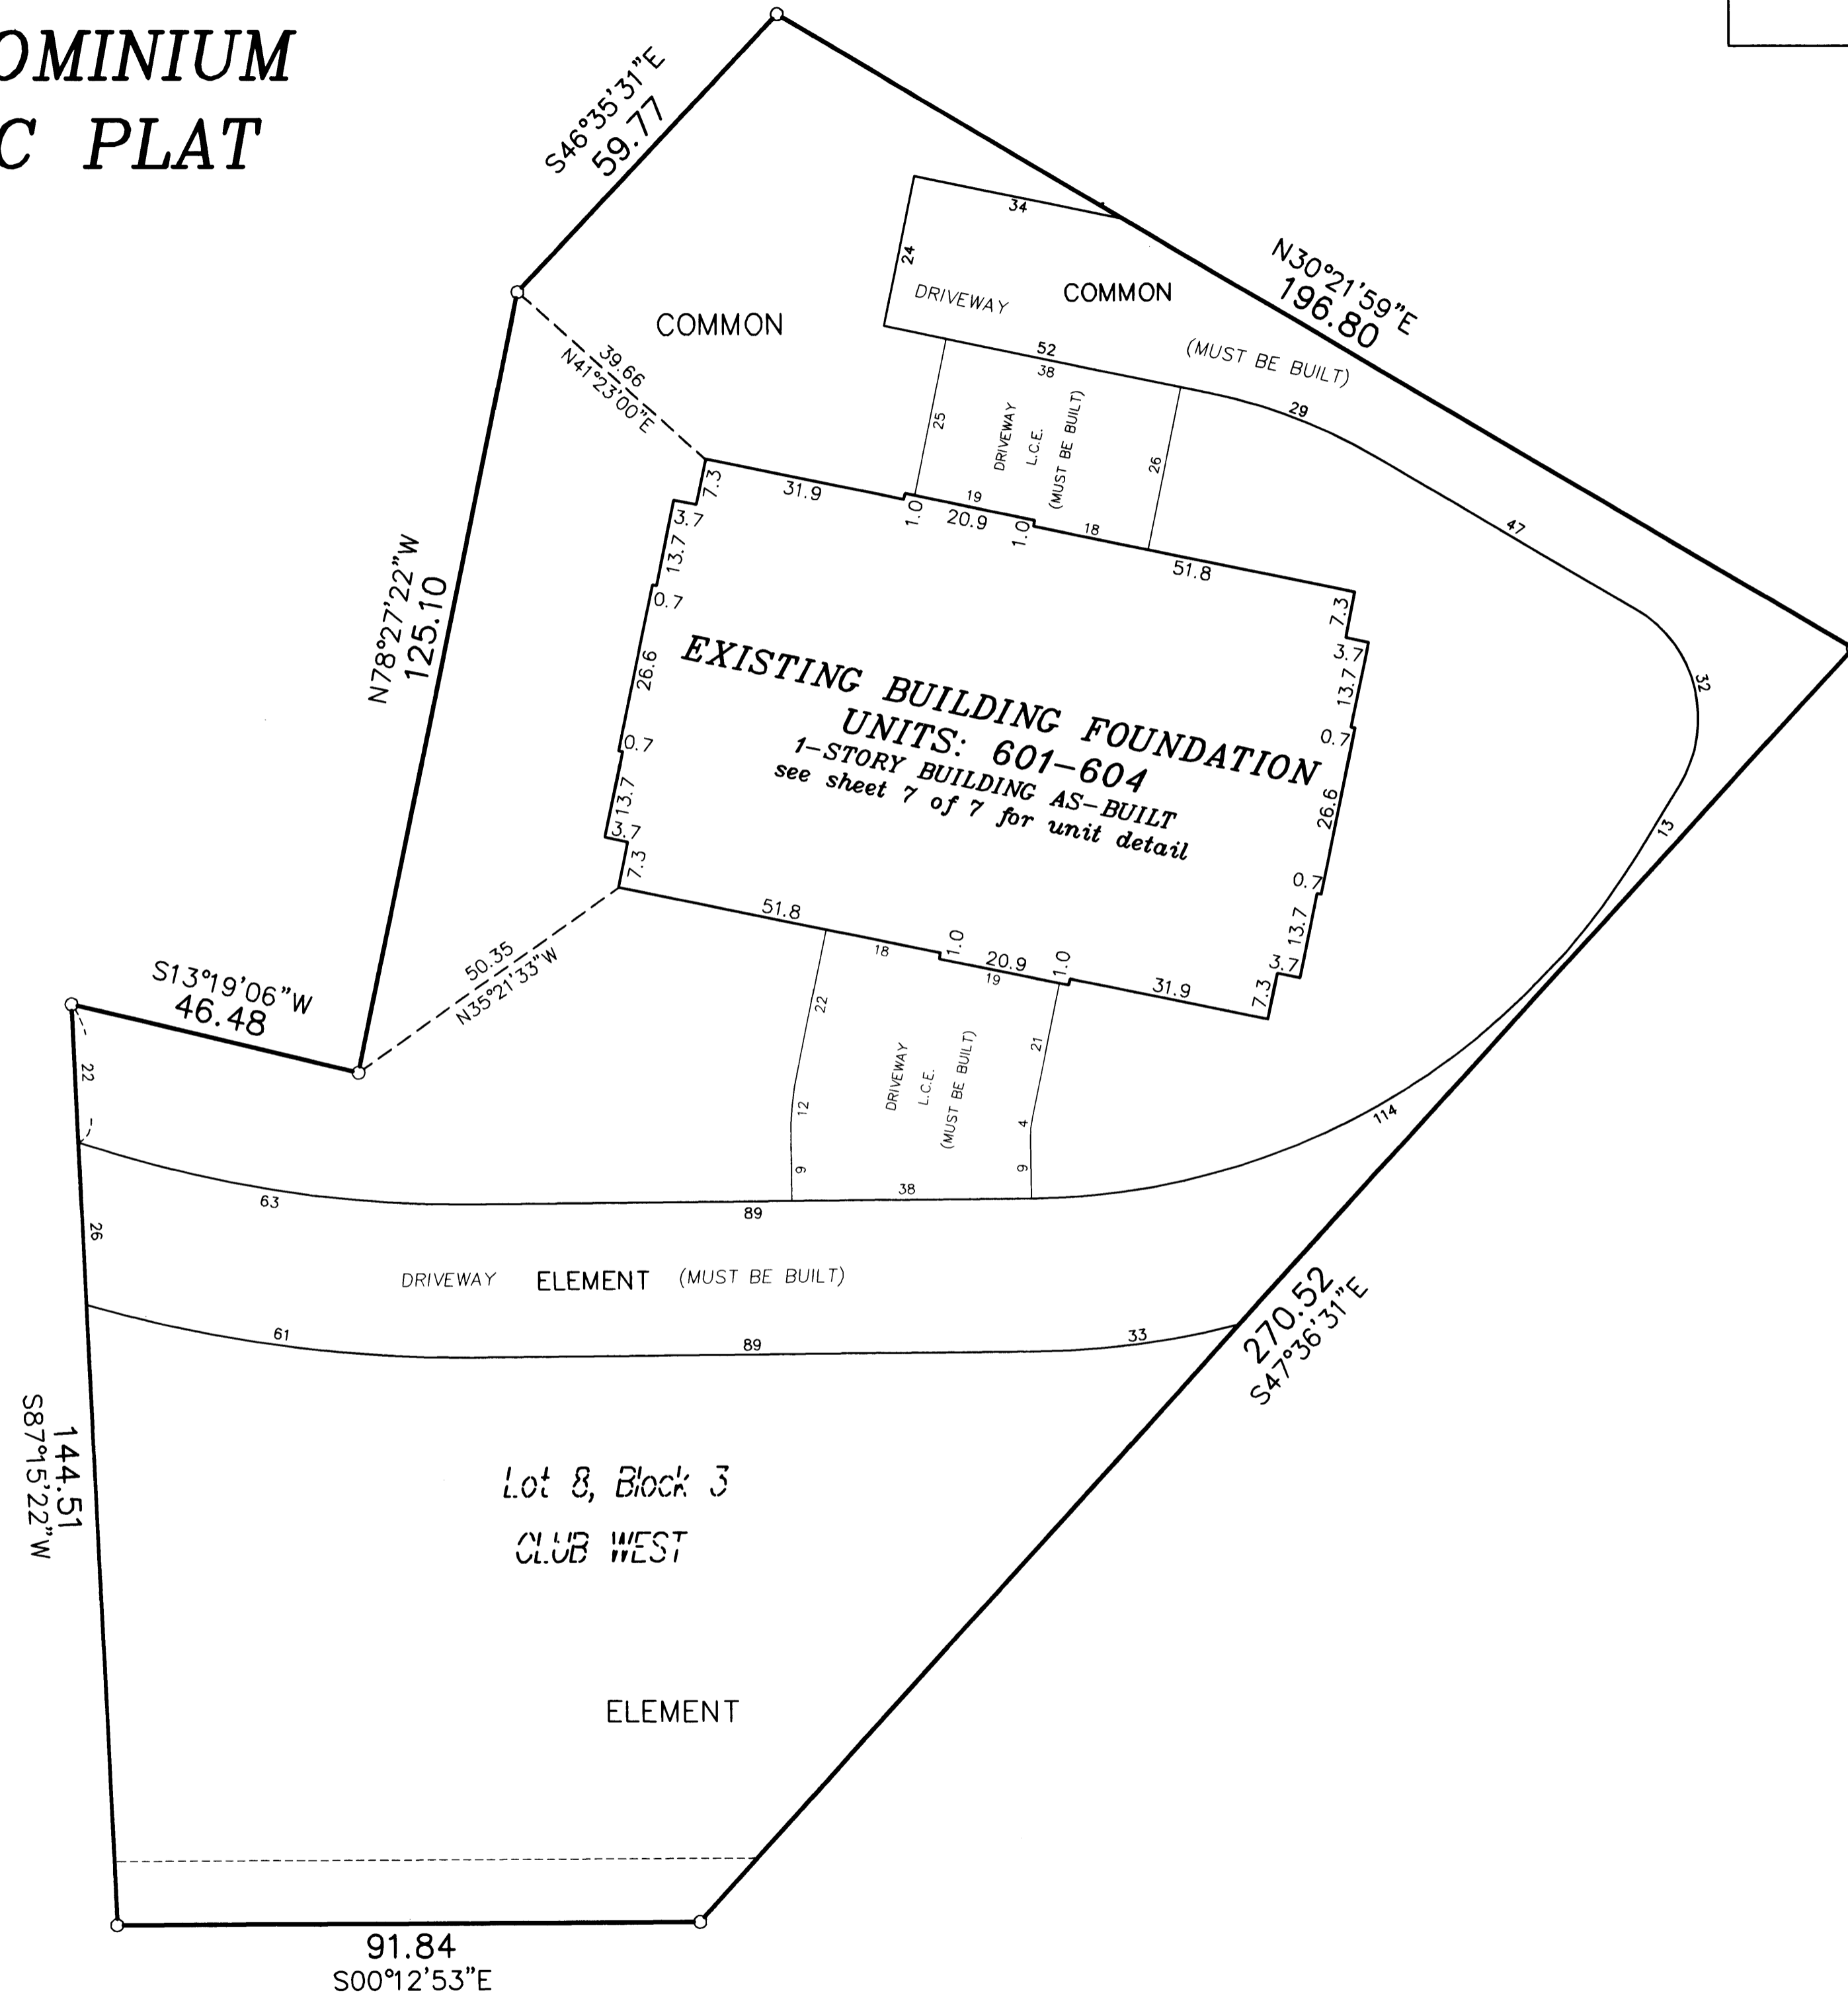 OMINIUM
C PLAT
S46°35'31"E
59.77
N30°21'59"E
196.80
34
24
DRIVEWAY
COMMON
(MUST BE BUILT)
COMMON
39.66
N41°23'00"E
52
38
25
DRIVEWAY
L.C.E.
(MUST BE BUILT)
26
29
47
32
13
N78°27'22"W
125.10
7.3
31.9
1.0
19
20.9
1.0
18
51.8
3.7
13.7
0.7
26.6
0.7
13.7
3.7
7.3
7.3
3.7
13.7
0.7
26.6
0.7
13.7
3.7
7.3
EXISTING BUILDING FOUNDATION
UNITS: 601-604
1-STORY BUILDING AS-BUILT
see sheet 7 of 7 for unit detail
51.8
18
1.0
20.9
19
1.0
31.9
50.35
N35°21'33"W
S13°19'06"W
46.48
22
22
12
9
DRIVEWAY
L.C.E.
(MUST BE BUILT)
21
4
9
38
114
63
89
26
DRIVEWAY
ELEMENT
(MUST BE BUILT)
61
89
33
270.52
S47°36'31"E
144.51
S87°15'22"W
Lot 8, Block 3
CLUB WEST
ELEMENT
91.84
S00°12'53"E